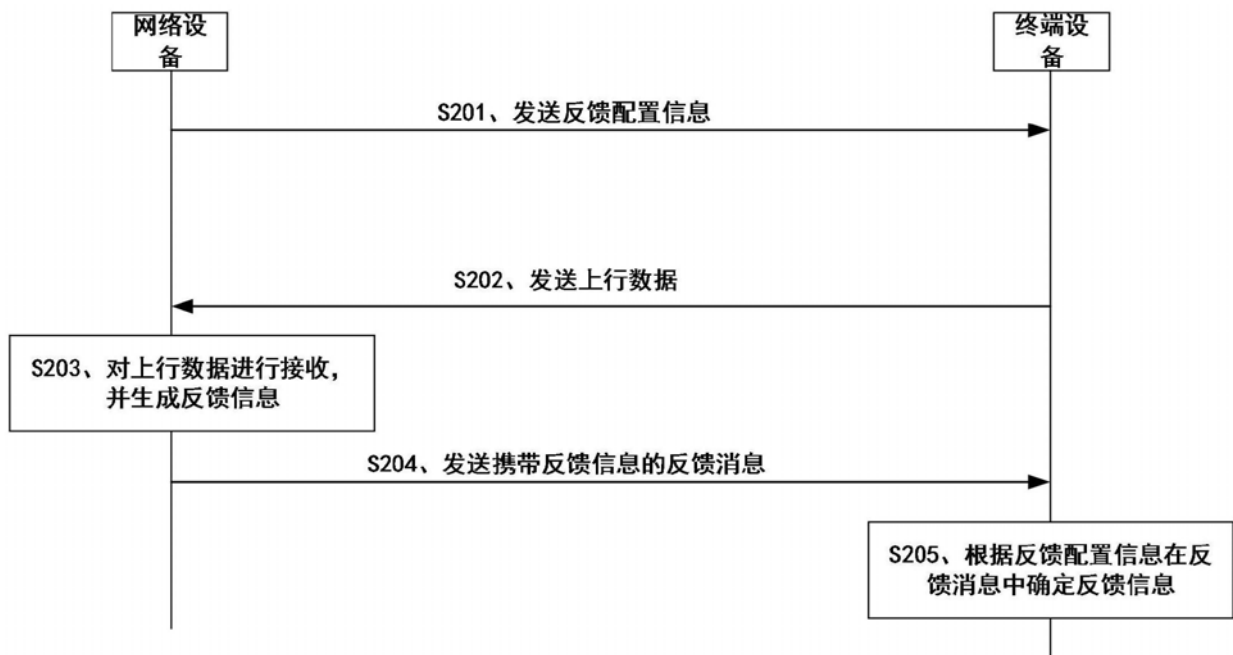 网络设
备
终端设
备
S201、发送反馈配置信息
S202、发送上行数据
S203、对上行数据进行接收，
并生成反馈信息
S204、发送携带反馈信息的反馈消息
S205、根据反馈配置信息在反
馈消息中确定反馈信息